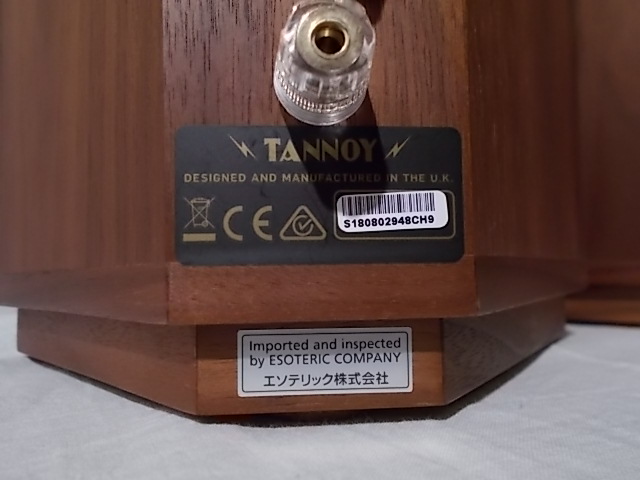 TANNOY
DESIGNED AND MANUFACTURED IN THE U.K.
CE
S180802948CH9
Imported and inspected
by ESOTERIC COMPANY
エソテリック株式会社